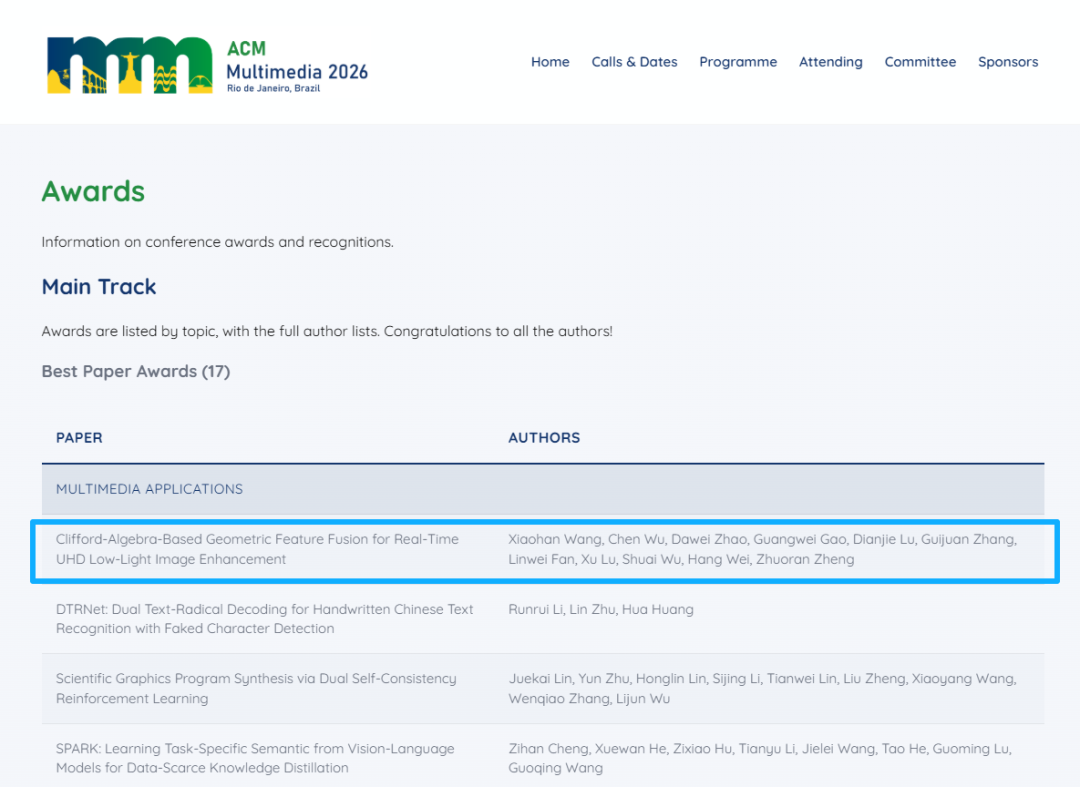 ACM
Multimedia 2026
Rio de Janeiro, Brazil
Home Calls & Dates Programme Attending Committee Sponsors
Awards
Information on conference awards and recognitions.
Main Track
Awards are listed by topic, with the full author lists. Congratulations to all the authors!
Best Paper Awards (17)
PAPER AUTHORS
MULTIMEDIA APPLICATIONS
Clifford-Algebra-Based Geometric Feature Fusion for Real-Time
UHD Low-Light Image Enhancement
Xiaohan Wang, Chen Wu, Dawei Zhao, Guangwei Gao, Dianjie Lu, Guijuan Zhang,
Linwei Fan, Xu Lu, Shuai Wu, Hang Wei, Zhuoran Zheng
DTRNet: Dual Text-Radical Decoding for Handwritten Chinese Text
Recognition with Faked Character Detection
Runrui Li, Lin Zhu, Hua Huang
Scientific Graphics Program Synthesis via Dual Self-Consistency
Reinforcement Learning
Juekai Lin, Yun Zhu, Honglin Lin, Sijing Li, Tianwei Lin, Liu Zheng, Xiaoyang Wang,
Wenqiao Zhang, Lijun Wu
SPARK: Learning Task-Specific Semantic from Vision-Language
Models for Data-Scarce Knowledge Distillation
Zihan Cheng, Xuewan He, Zixiao Hu, Tianyu Li, Jielei Wang, Tao He, Guoming Lu,
Guoqing Wang